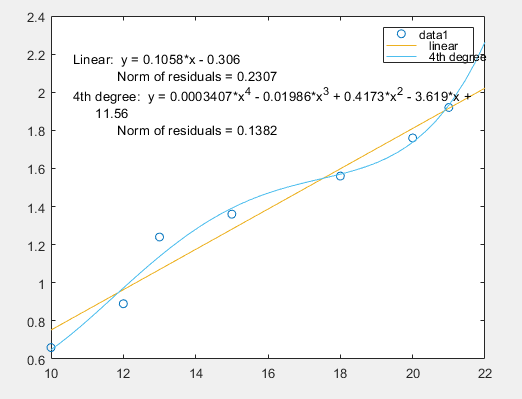 2.4
2.2
2
1.8
1.6
1.4
1.2
1
0.8
0.6
10
12
14
16
18
20
22
data1
linear
4th degree
Linear: y = 0.1058*x - 0.306
Norm of residuals = 0.2307
4th degree: y = 0.0003407*x^4 - 0.01986*x^3 + 0.4173*x^2 - 3.619*x +
11.56
Norm of residuals = 0.1382